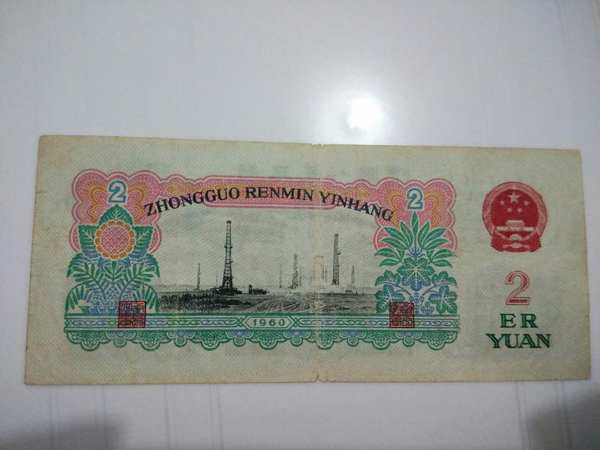 2
2
ZHONGGUO RENMIN YINHANG
1960
2
ER
YUAN